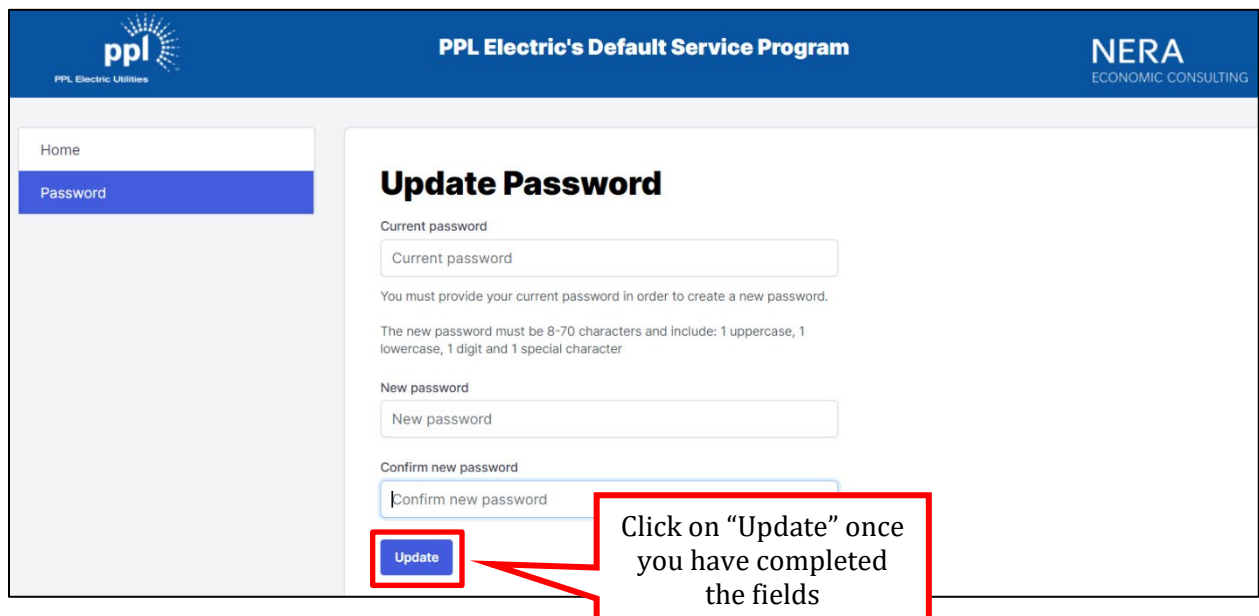 ppl
PPL Electric Utilities
PPL Electric's Default Service Program
NERA
ECONOMIC CONSULTING
Home
Password
Update Password
Current password
Current password
You must provide your current password in order to create a new password.
The new password must be 8-70 characters and include: 1 uppercase, 1
lowercase, 1 digit and 1 special character
New password
New password
Confirm new password
Confirm new password
Update
Click on “Update” once
you have completed
the fields